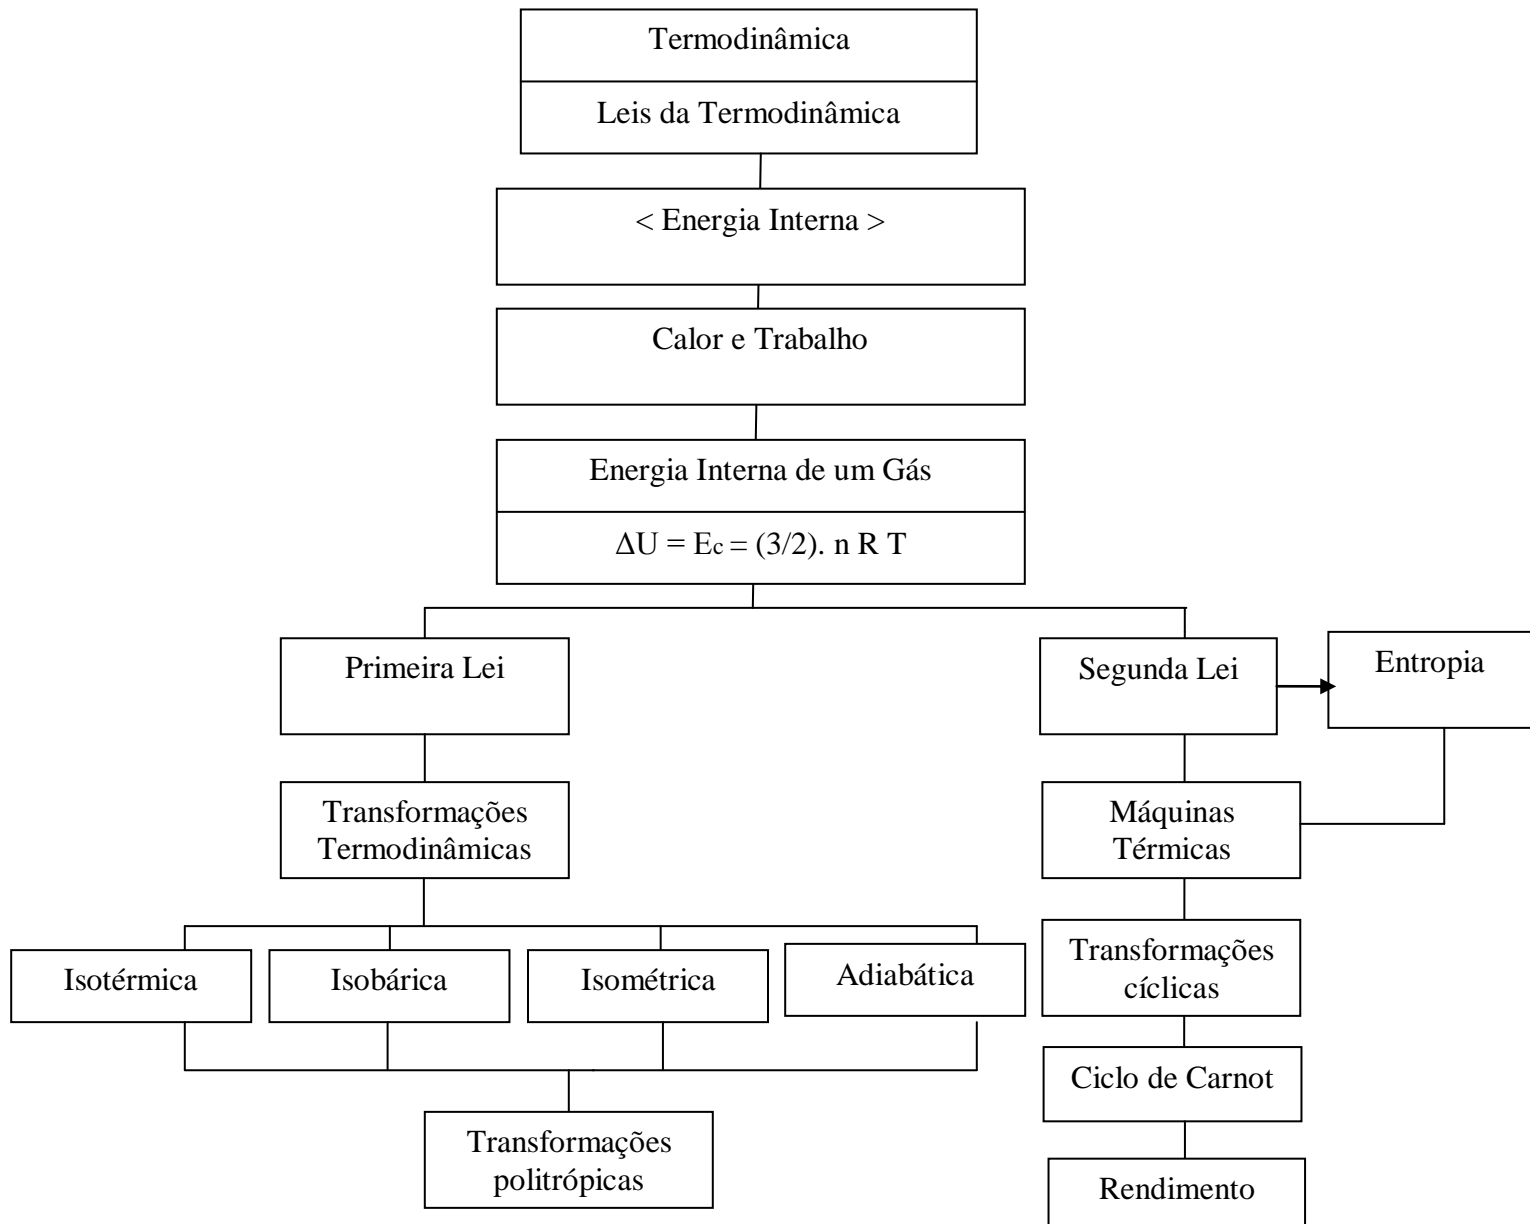 Termodinâmica
Leis da Termodinâmica
< Energia Interna >
Calor e Trabalho
Energia Interna de um Gás
ΔU = Ec = (3/2). n R T
Primeira Lei
Segunda Lei
Entropia
Transformações
Termodinâmicas
Máquinas
Térmicas
Isotérmica
Isobárica
Isométrica
Adiabática
Transformações
cíclicas
Ciclo de Carnot
Transformações
politrópicas
Rendimento